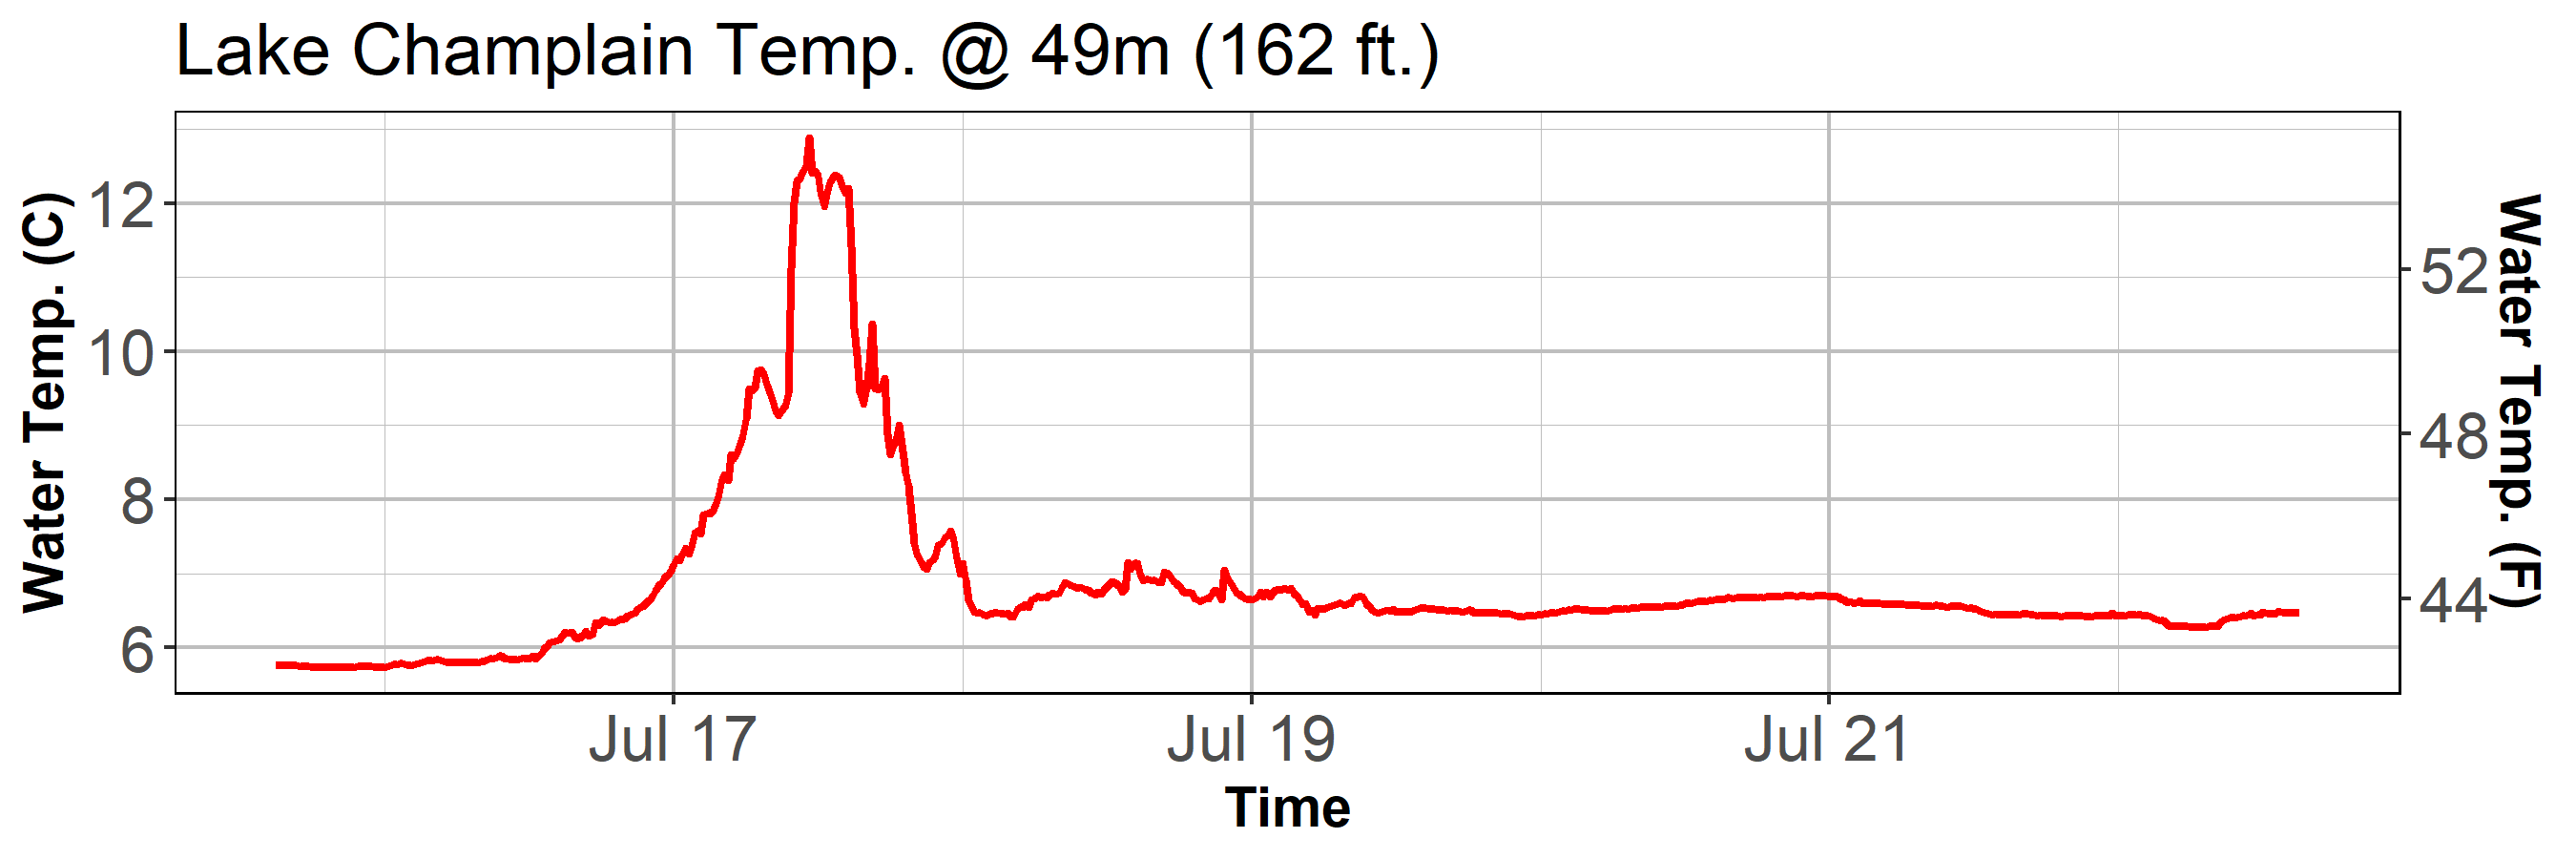 Lake Champlain Temp. @ 49m (162 ft.)
Water Temp. (C)
12
10
8
6
52
48
44
Water Temp. (F)
Jul 17
Jul 19
Jul 21
Time